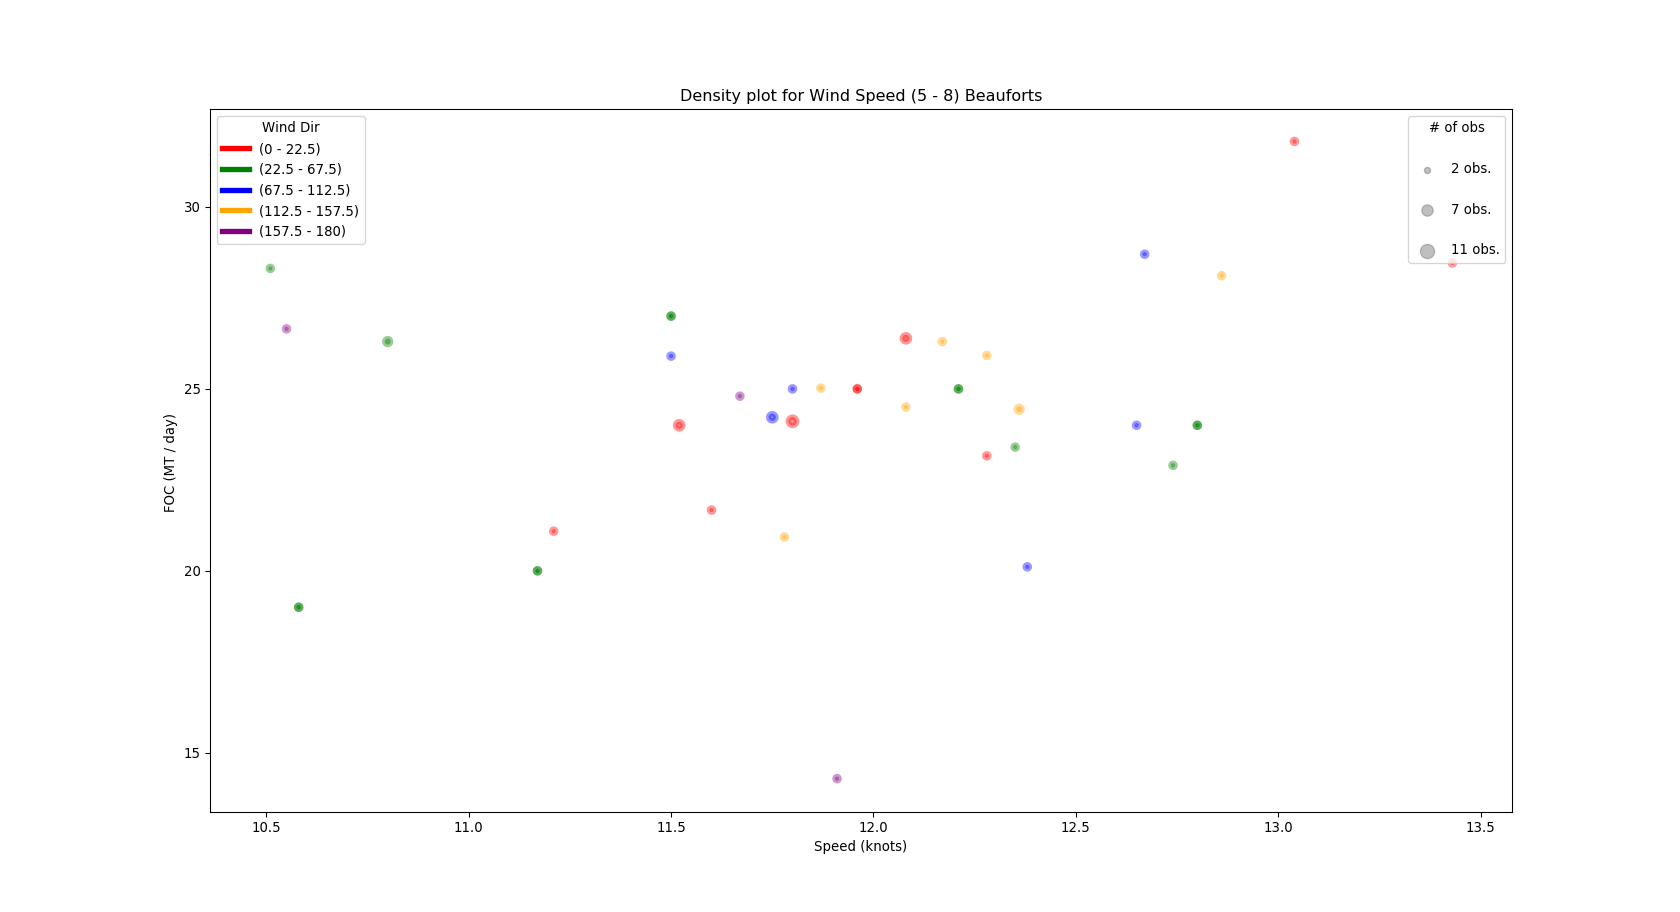 Density plot for Wind Speed (5 - 8) Beauforts
Wind Dir
(0 - 22.5)
(22.5 - 67.5)
(67.5 - 112.5)
(112.5 - 157.5)
(157.5 - 180)
# of obs
2 obs.
7 obs.
11 obs.
FOC (MT / day)
30
25
20
15
10.5 11.0 11.5 12.0 12.5 13.0 13.5
Speed (knots)